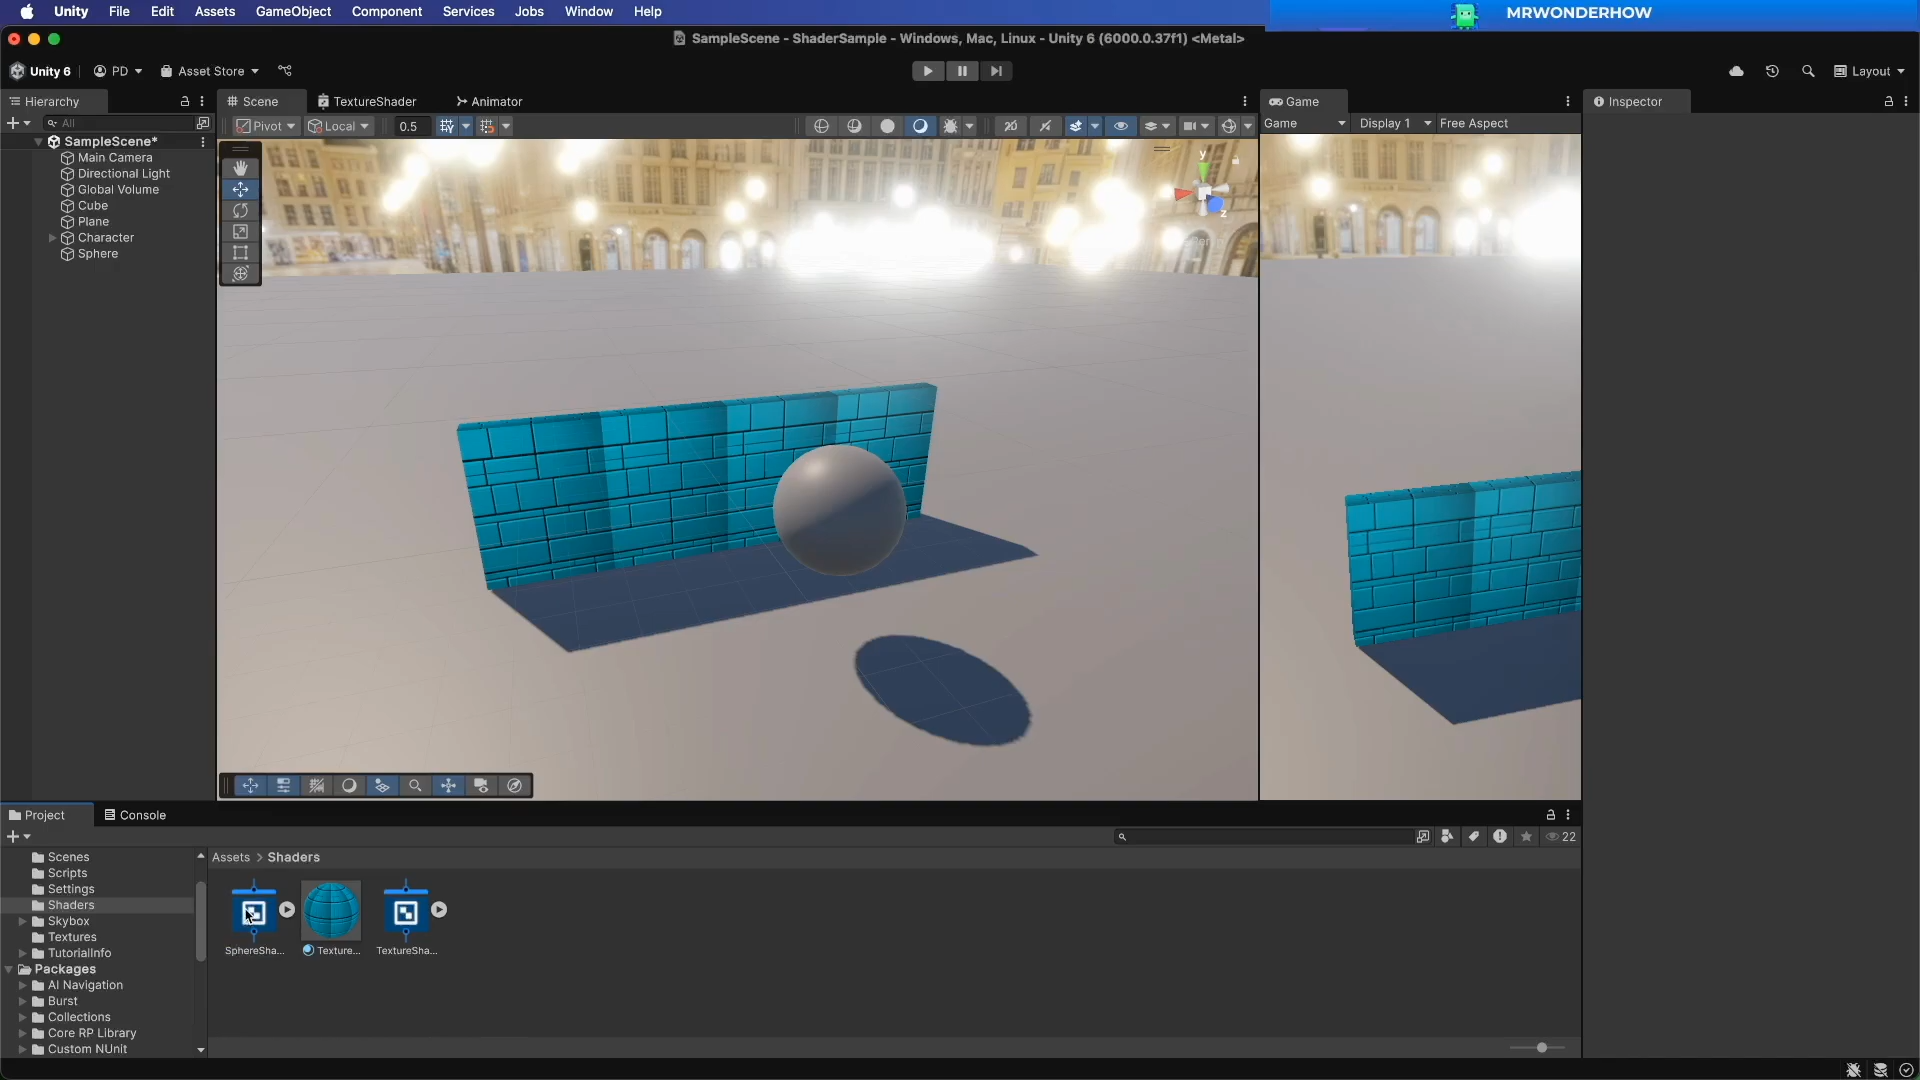 Unity File Edit Assets GameObject Component Services Jobs Window Help
MRWONDERHOW
SampleScene - ShaderSample - Windows, Mac, Linux - Unity 6 (6000.0.37f1) <Metal>
Unity 6 PD Asset Store Layout
Hierarchy
Scene TextureShader Animator
Game
Inspector
All
Pivot Local 0.5
2D
Game Display 1 Free Aspect
SampleScene*
Main Camera
Directional Light
Global Volume
Cube
Plane
Character
Sphere
y
z
Project Console
22
Scenes
Scripts
Settings
Shaders
Skybox
Textures
TutorialInfo
Packages
AI Navigation
Burst
Collections
Core RP Library
Custom NUnit
Assets > Shaders
SphereSha... Texture... TextureSha...